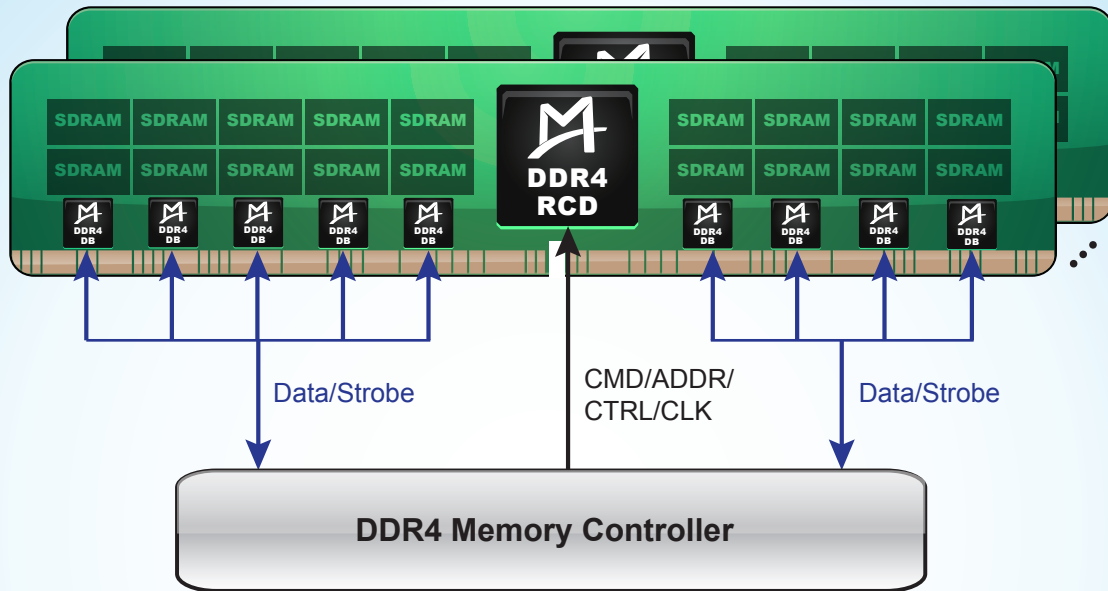 SDRAM SDRAM SDRAM SDRAM SDRAM
SDRAM SDRAM SDRAM SDRAM
SDRAM SDRAM SDRAM SDRAM SDRAM
SDRAM SDRAM SDRAM SDRAM
DDR4
RCD
DDR4
DB
DDR4
DB
DDR4
DB
DDR4
DB
DDR4
DB
DDR4
DB
DDR4
DB
DDR4
DB
DDR4
DB
Data/Strobe
CMD/ADDR/
CTRL/CLK
Data/Strobe
DDR4 Memory Controller